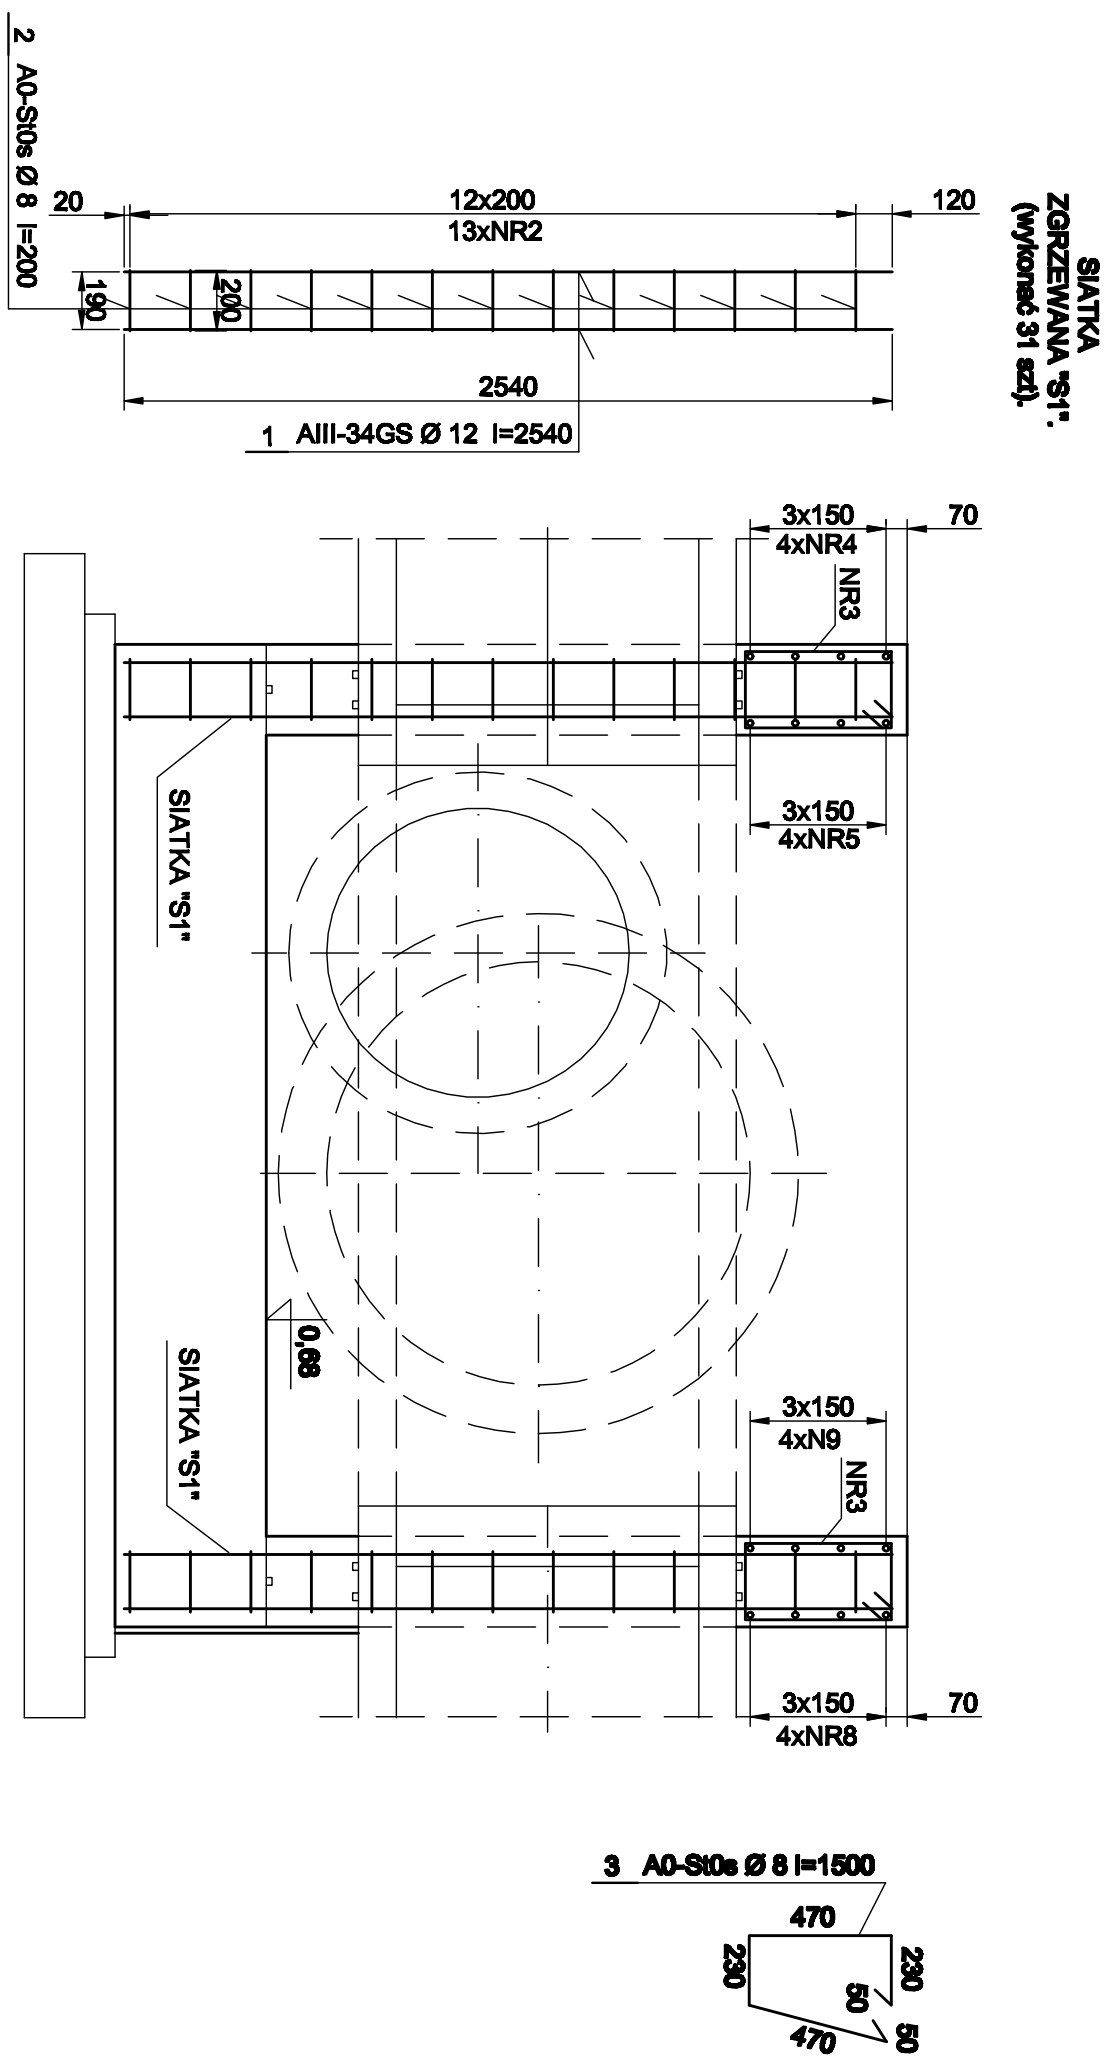 SIATKA
ZGRZEWANA "S1".
(wykonać 31 szt).
120
12x200
13xNR2
20
200
190
2 A0-St0s Ø 8 l=200
2540
1 AIII-34GS Ø 12 l=2540
70
3x150
4xNR4
NR3
3x150
4xNR5
SIATKA "S1"
0,68
3x150
4xN9
NR3
SIATKA "S1"
70
3x150
4xNR8
3 A0-St0s Ø 8 l=1500
470
230
230
50
50
470